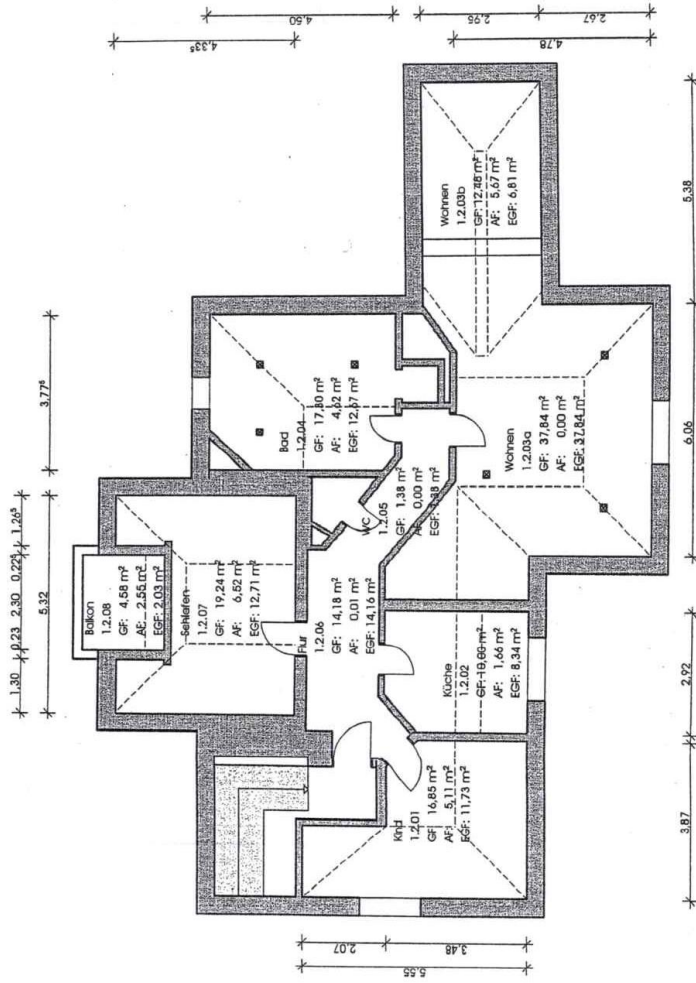 1,30 0,23 2,30 0,22⁵ 1,26⁵
5,32
3,77⁵
4,33⁵
4,50
2,95
2,67
4,78
Balkon
1.2.08
GF: 4,58 m²
AF: 2,55 m²
EGF: 2,03 m²
Schlafen
1.2.07
GF: 19,24 m²
AF: 6,52 m²
EGF: 12,71 m²
Bad
1.2.04
GF: 17,30 m²
AF: 4,62 m²
EGF: 12,67 m²
Flur
1.2.06
GF: 14,18 m²
AF: 0,01 m²
EGF: 14,16 m²
WC
1.2.05
GF: 1,38 m²
AF: 0,00 m²
EGF: 1,38 m²
Wohnen
1.2.03b
GF: 12,48 m²
AF: 5,67 m²
EGF: 6,81 m²
Kind
1.2.01
GF: 16,85 m²
AF: 5,11 m²
EGF: 11,73 m²
Küche
1.2.02
GF: 10,00 m²
AF: 1,66 m²
EGF: 8,34 m²
Wohnen
1.2.03a
GF: 37,84 m²
AF: 0,00 m²
EGF: 37,84 m²
2,07
3,48
5,55
3,87
2,92
6,06
5,38